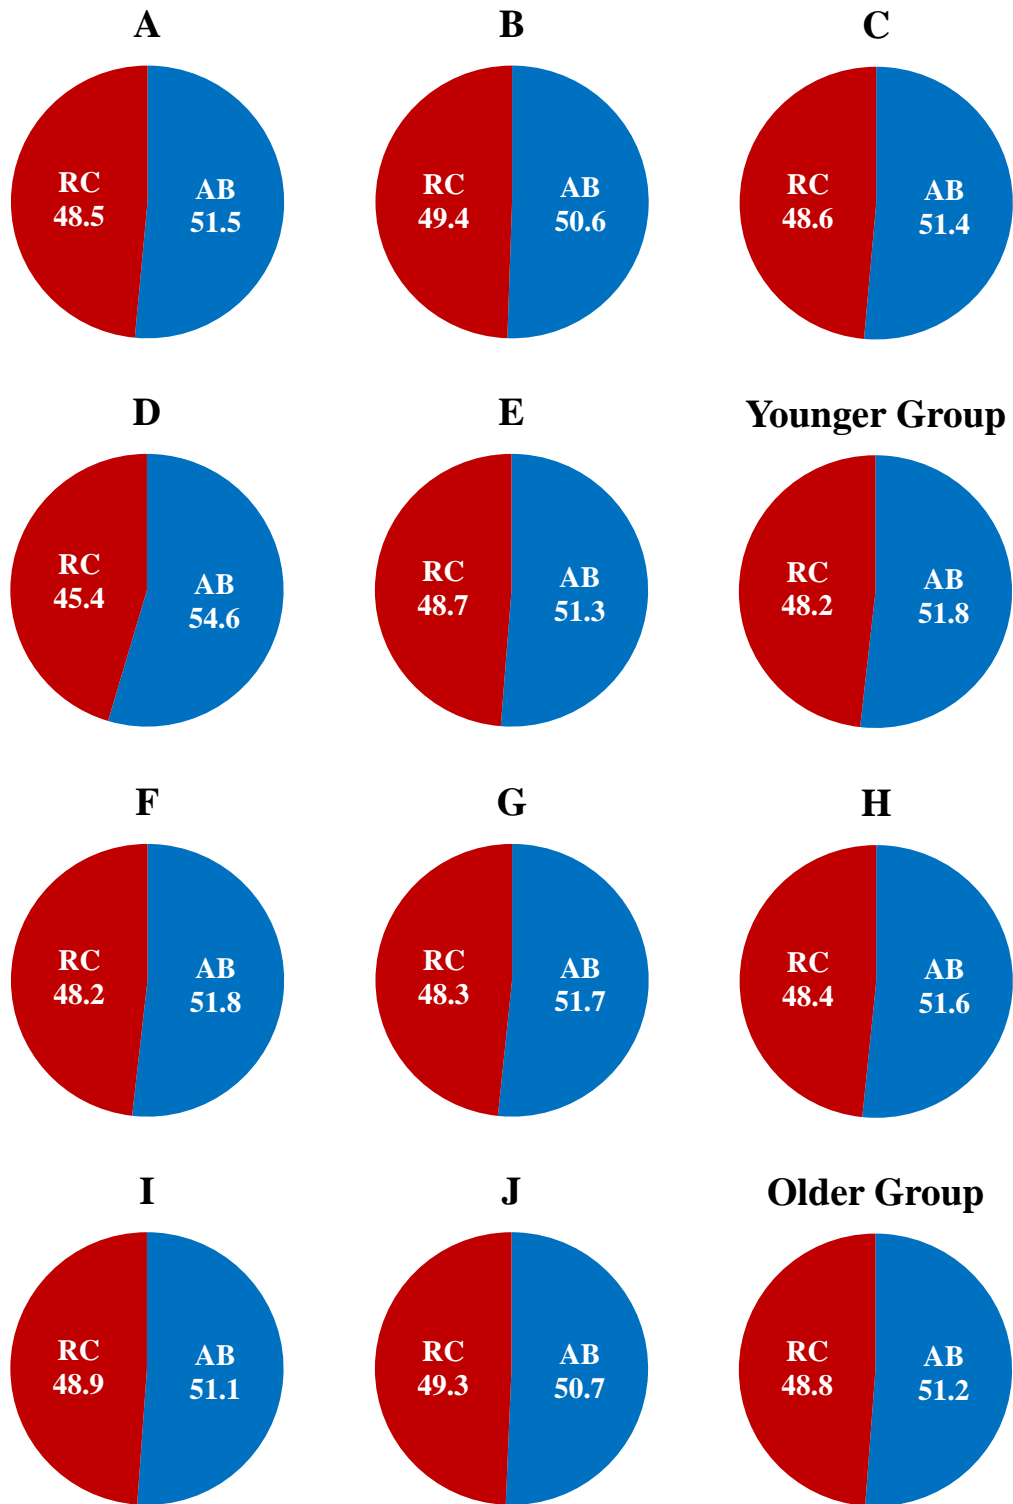 A
RC
48.5
AB
51.5
B
RC
49.4
AB
50.6
C
RC
48.6
AB
51.4
D
RC
45.4
AB
54.6
E
RC
48.7
AB
51.3
Younger Group
RC
48.2
AB
51.8
F
RC
48.2
AB
51.8
G
RC
48.3
AB
51.7
H
RC
48.4
AB
51.6
I
RC
48.9
AB
51.1
J
RC
49.3
AB
50.7
Older Group
RC
48.8
AB
51.2